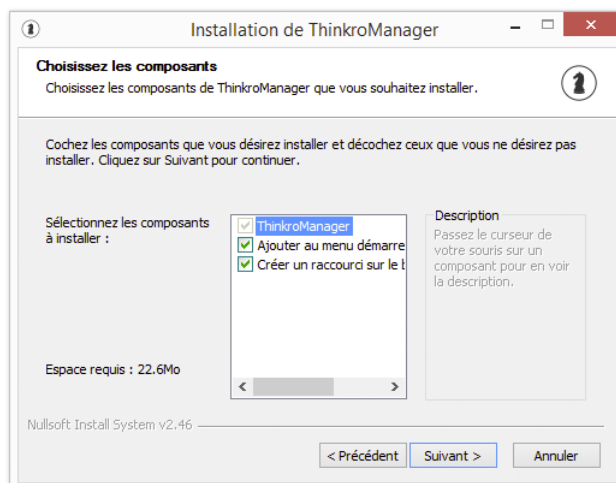 Installation de ThinkroManager
Choisissez les composants
Choisissez les composants de ThinkroManager que vous souhaitez installer.
Cochez les composants que vous désirez installer et décochez ceux que vous ne désirez pas
installer. Cliquez sur Suivant pour continuer.
Sélectionnez les composants
à installer :
ThinkroManager
Ajouter au menu démarre
Créer un raccourci sur le b
Description
Passez le curseur de
votre souris sur un
composant pour en voir
la description.
Espace requis : 22.6Mo
Nullsoft Install System v2.46
< Précédent
Suivant >
Annuler